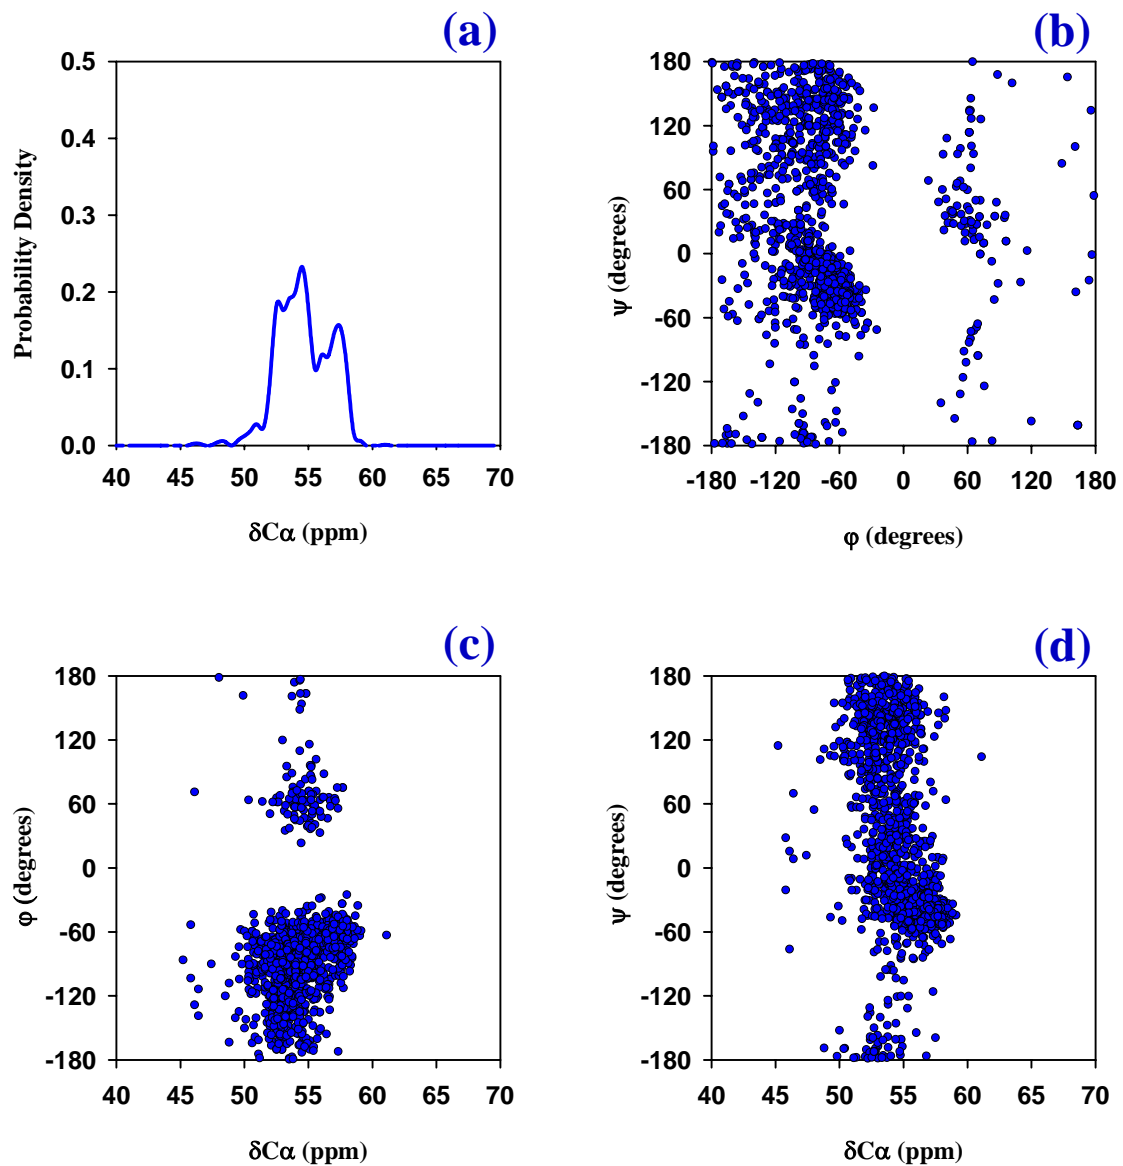 (a)
0.5
0.4
0.3
0.2
0.1
0.0
Probability Density
40 45 50 55 60 65 70
δCα (ppm)
(b)
180
120
60
0
-60
-120
-180
ψ (degrees)
-180 -120 -60 0 60 120 180
φ (degrees)
(c)
180
120
60
0
-60
-120
-180
φ (degrees)
40 45 50 55 60 65 70
δCα (ppm)
(d)
180
120
60
0
-60
-120
-180
ψ (degrees)
40 45 50 55 60 65 70
δCα (ppm)